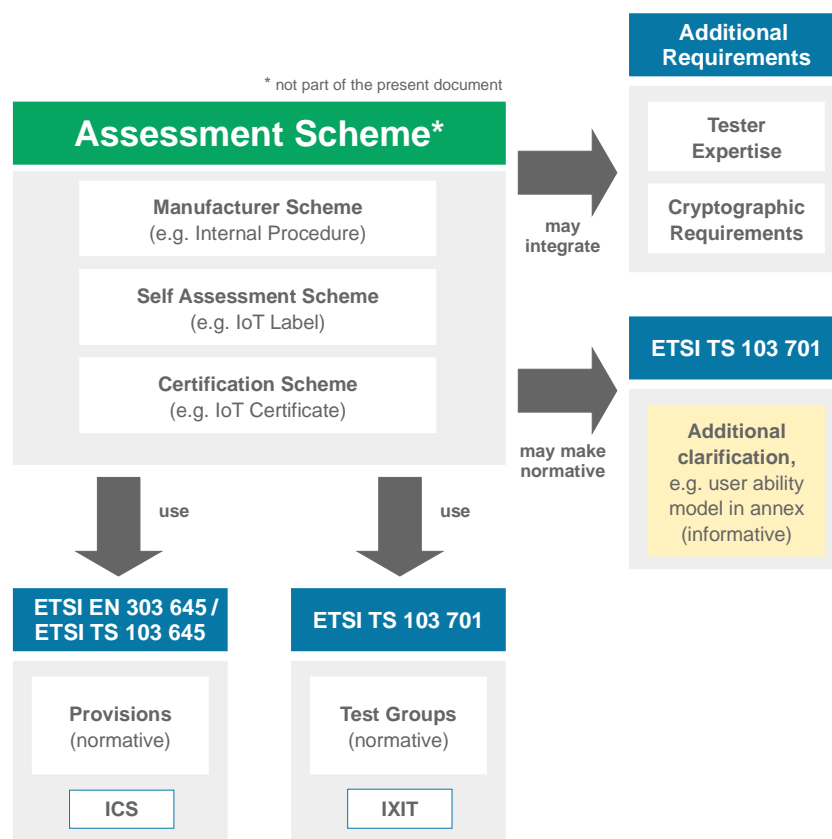 * not part of the present document
Assessment Scheme*
Manufacturer Scheme
(e.g. Internal Procedure)
Self Assessment Scheme
(e.g. IoT Label)
Certification Scheme
(e.g. IoT Certificate)
may
integrate
Additional
Requirements
Tester
Expertise
Cryptographic
Requirements
may make
normative
ETSI TS 103 701
Additional
clarification,
e.g. user ability
model in annex
(informative)
use
use
ETSI EN 303 645 /
ETSI TS 103 645
Provisions
(normative)
ICS
ETSI TS 103 701
Test Groups
(normative)
IXIT